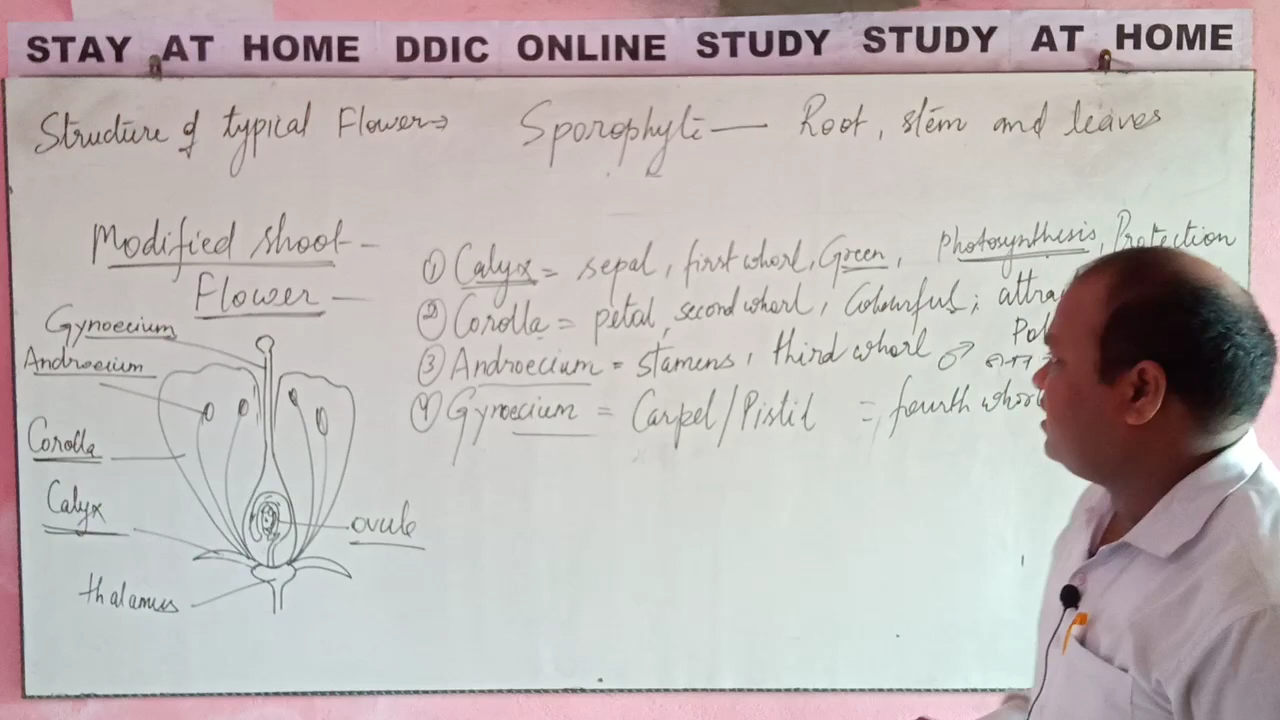 STAY AT HOME DDIC ONLINE STUDY STUDY AT HOME
Structure of typical Flower⇒ Sporophyte — Root, stem and leaves
Modified shoot –
Flower –
① Calyx = sepal, first whorl, Green, photosynthesis, Protection
② Corolla = petal, second whorl, Colourful; attra
③ Androecium = stamens, third whorl ♂
④ Gynoecium = Carpel/Pistil = fourth whorl
Gynoecium
Androecium
Corolla
Calyx
ovule
thalamus